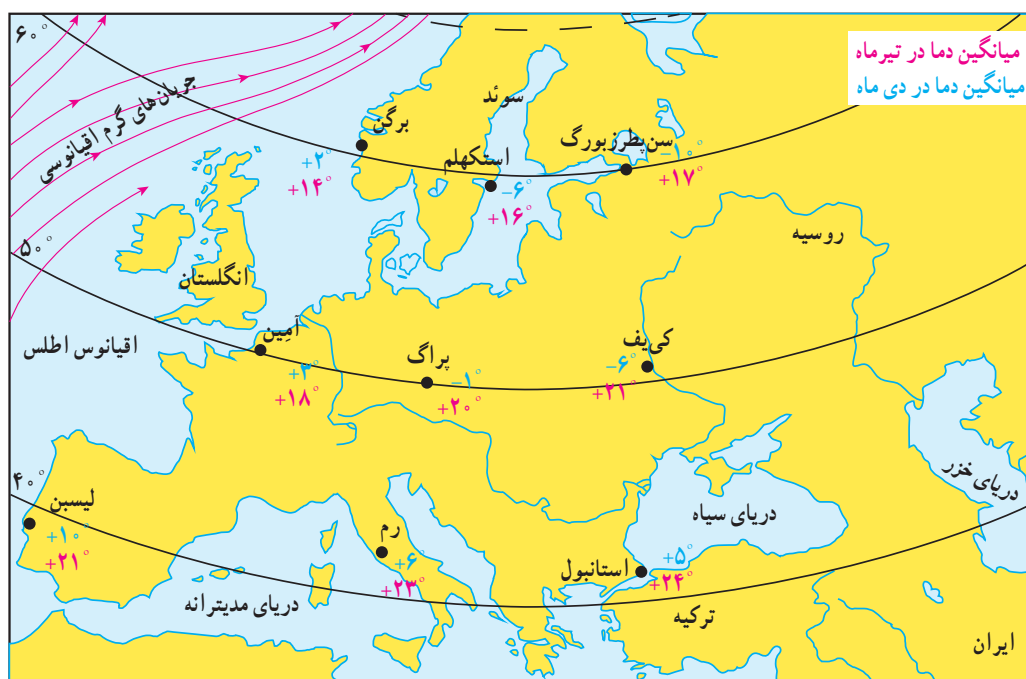 میانگین دما در تیرماه
میانگین دما در دی ماه
۶۰°
جریان‌های گرم اقیانوسی
سوئد
برگن
+۲°
+۱۴°
استکهلم
−۶°
+۱۶°
سن‌پطرزبورگ
−۱۰°
+۱۷°
روسیه
۵۰°
انگلستان
اقیانوس اطلس
آمِین
+۳°
+۱۸°
پراگ
−۱°
+۲۰°
کی‌یف
−۶°
+۲۱°
۴۰°
لیسبن
+۱۰°
+۲۱°
رم
+۶°
+۲۳°
دریای مدیترانه
استانبول
+۵°
+۲۴°
دریای سیاه
ترکیه
دریای خزر
ایران